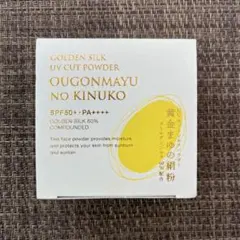 GOLDEN SILK
UV CUT POWDER
OUGONMAYU
NO KINUKO
SPF50+・PA++++
GOLDEN SILK 80%
COMPOUNDED
This face powder provides moisture,
and protects your skin from sunburn
and suntan.
黄金まゆの絹粉